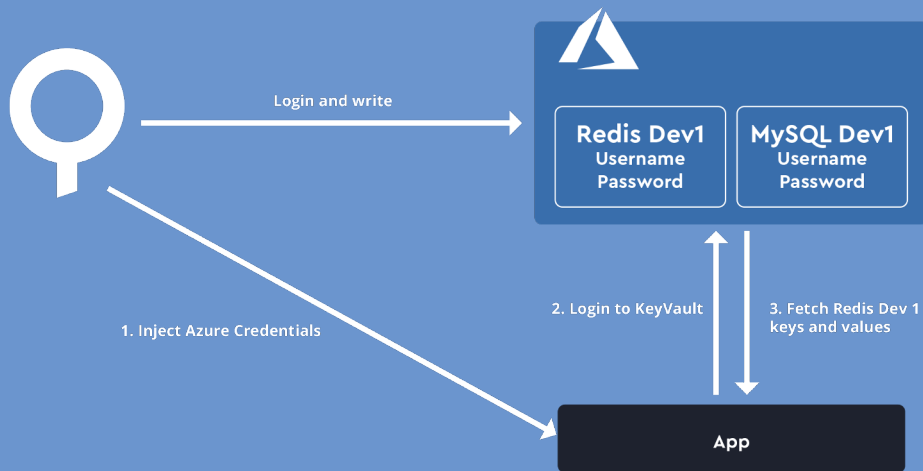 Login and write
Redis Dev1
Username
Password
MySQL Dev1
Username
Password
1. Inject Azure Credentials
2. Login to KeyVault
3. Fetch Redis Dev 1
keys and values
App